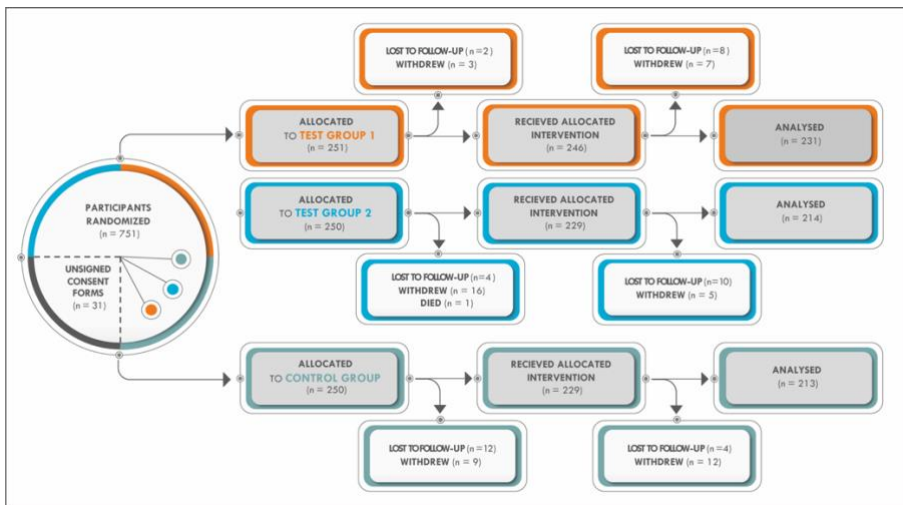 LOST TO FOLLOW-UP (n =2)
WITHDREW (n = 3)
LOST TO FOLLOW-UP (n=8)
WITHDREW (n = 7)
ALLOCATED
TO TEST GROUP 1
(n = 251)
RECIEVED ALLOCATED
INTERVENTION
(n = 246)
ANALYSED
(n = 231)
PARTICIPANTS
RANDOMIZED
(n = 751)
UNSIGNED
CONSENT
FORMS
(n = 31)
ALLOCATED
TO TEST GROUP 2
(n = 250)
RECIEVED ALLOCATED
INTERVENTION
(n = 229)
ANALYSED
(n = 214)
LOST TO FOLLOW-UP (n=4)
WITHDREW (n = 16)
DIED (n = 1)
LOST TO FOLLOW-UP (n=10)
WITHDREW (n = 5)
ALLOCATED
TO CONTROL GROUP
(n = 250)
RECIEVED ALLOCATED
INTERVENTION
(n = 229)
ANALYSED
(n = 213)
LOST TO FOLLOW-UP (n=12)
WITHDREW (n = 9)
LOST TO FOLLOW-UP (n=4)
WITHDREW (n = 12)